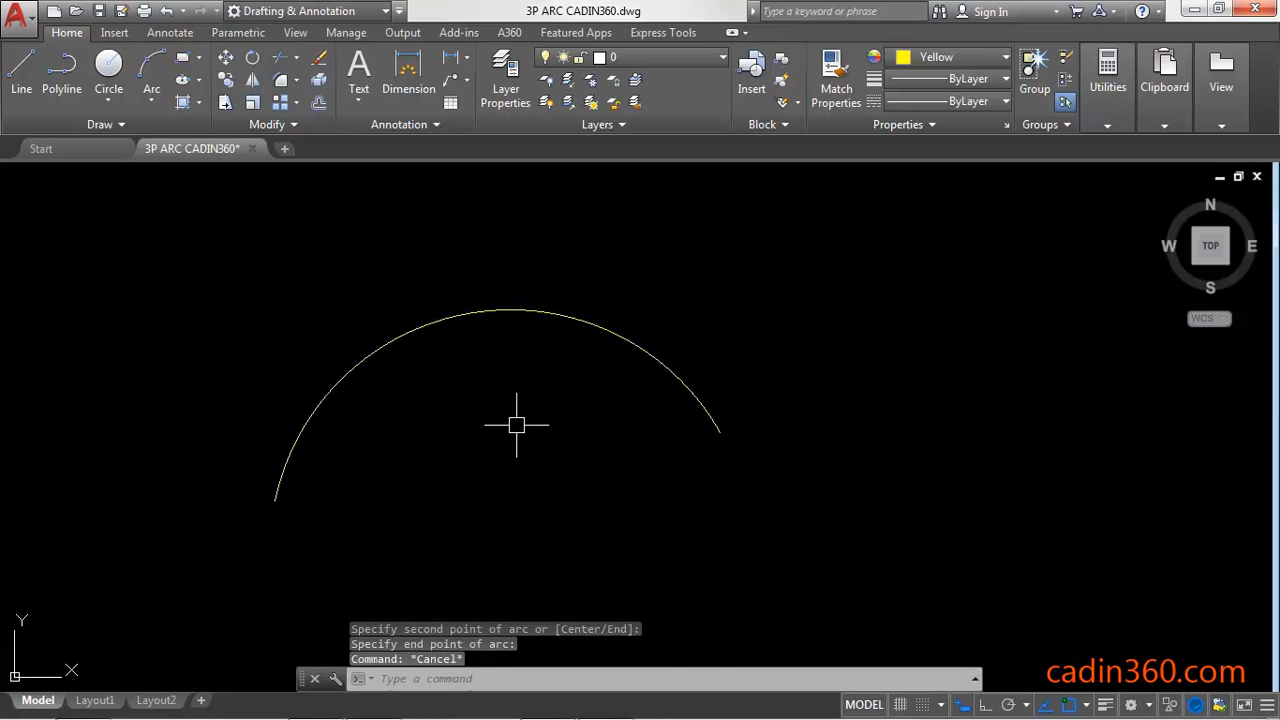 Drafting & Annotation
3P ARC CADIN360.dwg
Type a keyword or phrase
Sign In
Home Insert Annotate Parametric View Manage Output Add-ins A360 Featured Apps Express Tools
Line Polyline Circle Arc
Text Dimension
Layer Properties
0
Insert
Match Properties
Yellow
ByLayer
ByLayer
Group
Utilities
Clipboard
View
Draw Modify Annotation Layers Block Properties Groups
Start 3P ARC CADIN360*
N
W TOP E
S
WCS
Y
X
Specify second point of arc or [Center/End]:
Specify end point of arc:
Command: *Cancel*
Type a command
cadin360.com
Model Layout1 Layout2
MODEL